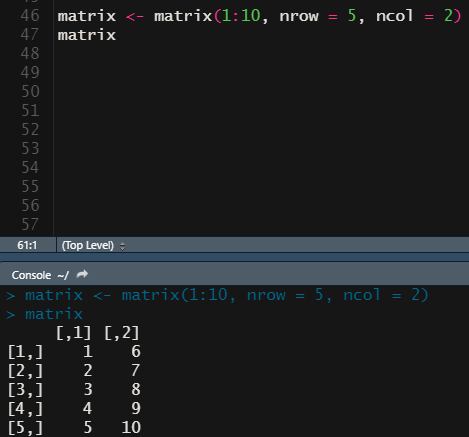 46 matrix <- matrix(1:10, nrow = 5, ncol = 2)
47 matrix
48
49
50
51
52
53
54
55
56
57
61:1 (Top Level)
Console ~/
> matrix <- matrix(1:10, nrow = 5, ncol = 2)
> matrix
[,1] [,2]
[1,] 1 6
[2,] 2 7
[3,] 3 8
[4,] 4 9
[5,] 5 10